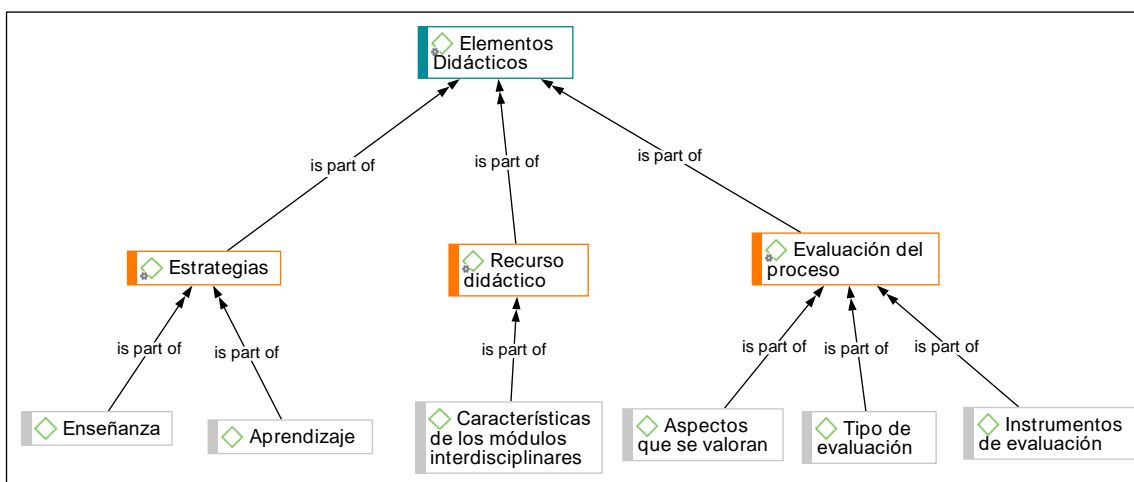 Elementos
Didácticos
is part of
is part of
is part of
Estrategias
Recurso
didáctico
Evaluación del
proceso
is part of
is part of
is part of
is part of
is part of
is part of
Enseñanza
Aprendizaje
Características
de los módulos
interdisciplinares
Aspectos
que se valoran
Tipo de
evaluación
Instrumentos
de evaluación